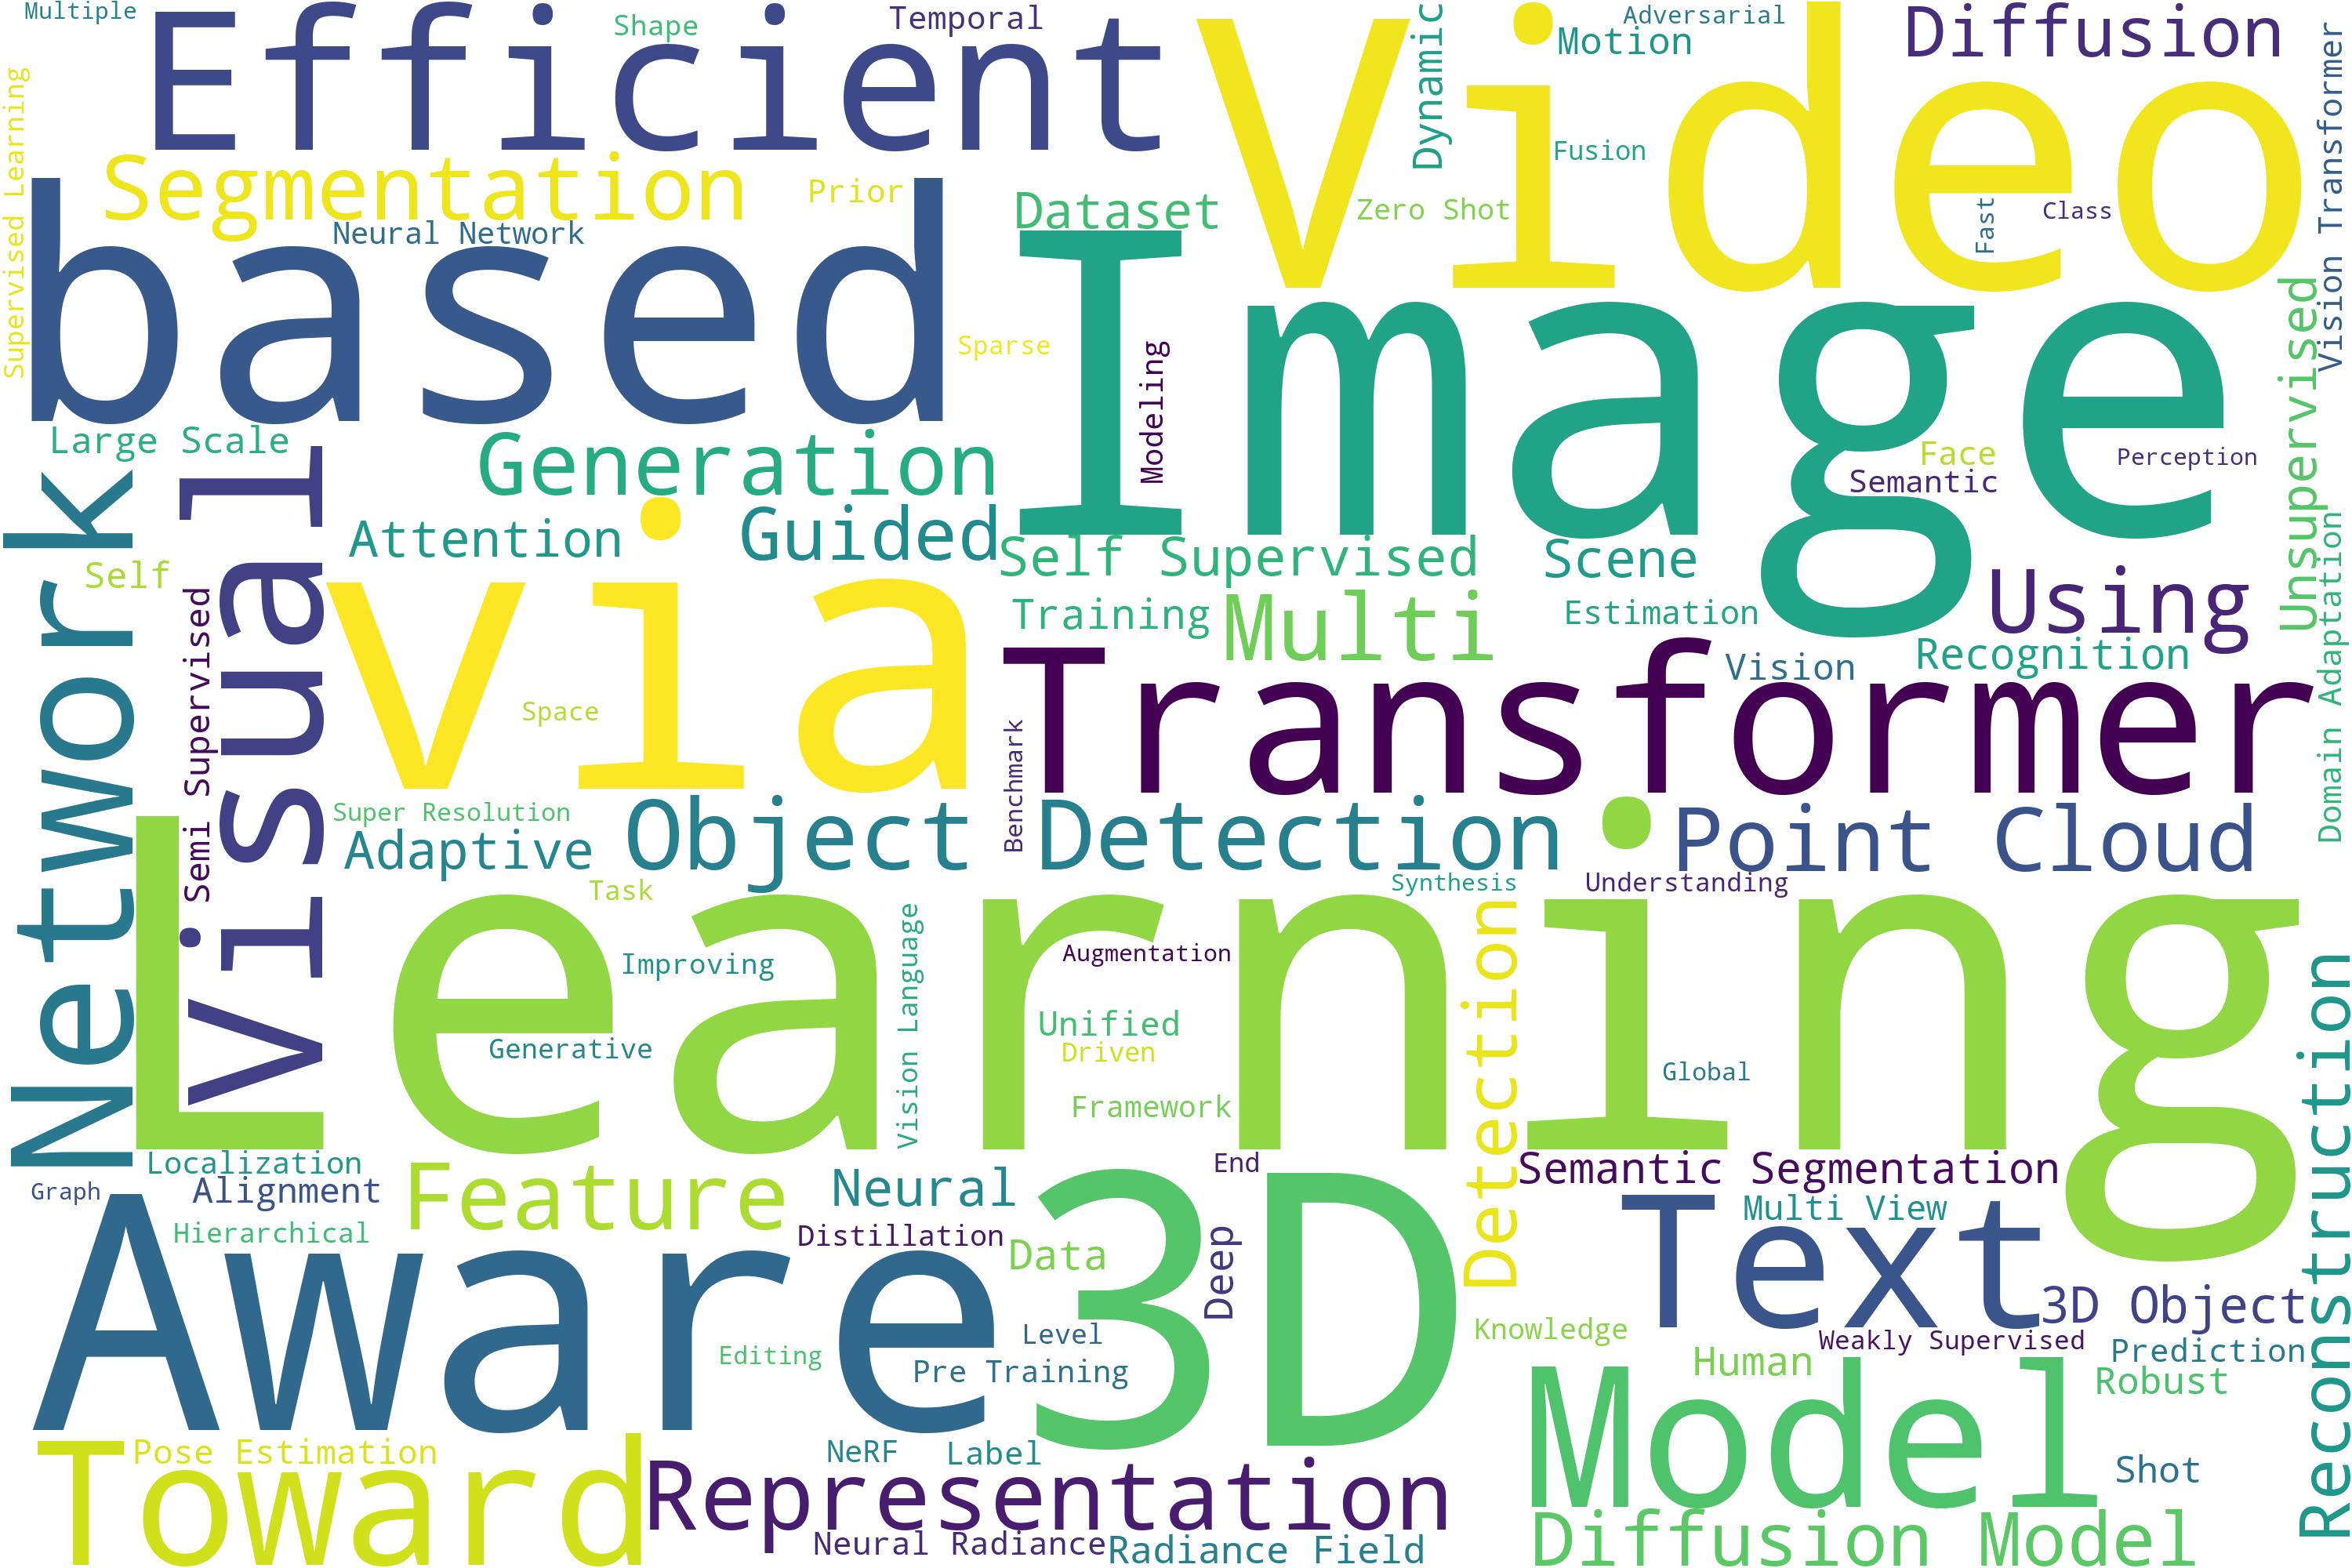 Multiple
Efficient
Shape
Temporal
Video
Dynamic
Motion
Adversarial
Diffusion
Vision Transformer
Supervised Learning
Segmentation
Prior
Dataset
Zero Shot
Fusion
Fast
Class
Neural Network
based
Sparse
Image
Modeling
Unsupervised
Large Scale
Generation
Face
Semantic
Perception
Network
visual
Attention
Guided
Self Supervised
Scene
Using
Domain Adaptation
Self
Semi Supervised
via
Training
Multi
Estimation
Recognition
Space
Benchmark
Transformer
Vision
Super Resolution
Adaptive
Object Detection
Point Cloud
Learning
Task
Synthesis
Understanding
Improving
Vision Language
Augmentation
Detection
Reconstruction
Generative
Unified
Driven
Framework
Global
Localization
Graph
Alignment
Feature
Neural
End
Semantic Segmentation
Hierarchical
Aware
Distillation
3D
Data
Deep
Text
Multi View
3D Object
Editing
Level
Pre Training
Knowledge
Weakly Supervised
Prediction
Human
Model
Robust
Toward
Pose Estimation
NeRF
Label
Representation
Shot
Neural Radiance
Radiance Field
Diffusion Model